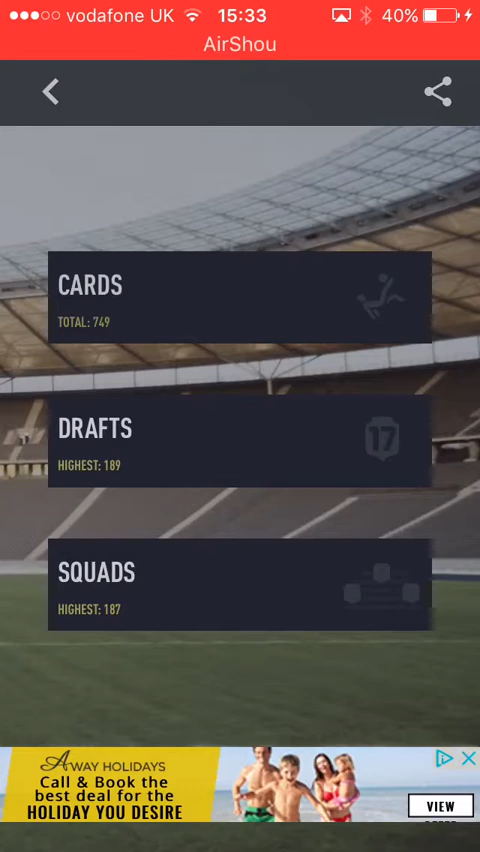 vodafone UK 15:33 40%
AirShou
CARDS
TOTAL: 749
DRAFTS
HIGHEST: 189
17
SQUADS
HIGHEST: 187
AWAY HOLIDAYS
Call & Book the
best deal for the
HOLIDAY YOU DESIRE
VIEW